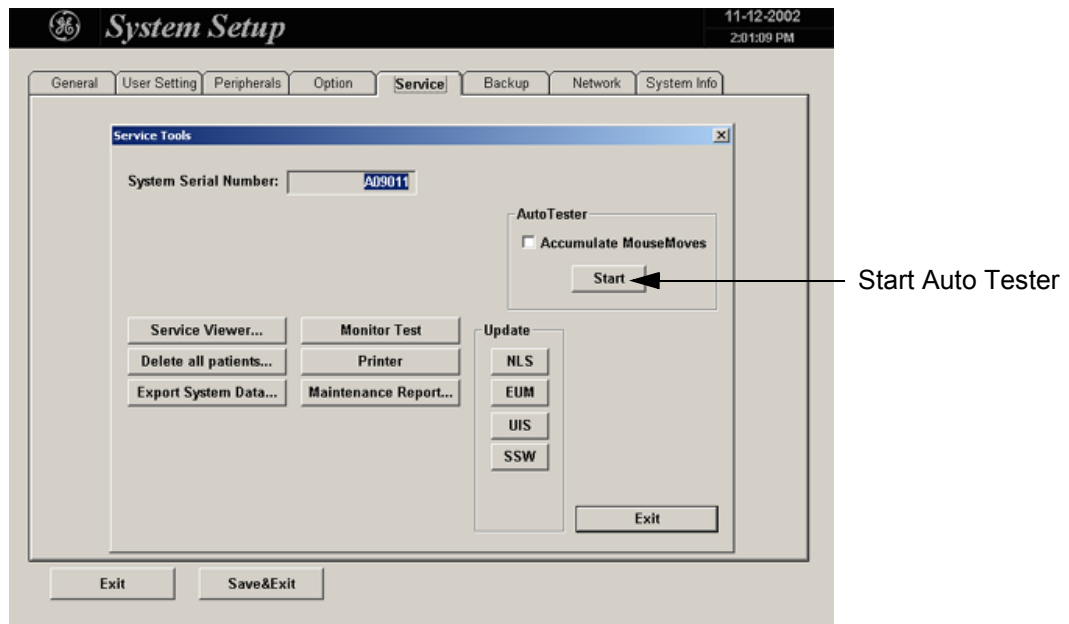 GE System Setup
11-12-2002
2:01:09 PM
General User Setting Peripherals Option Service Backup Network System Info
Service Tools
System Serial Number: A09011
AutoTester
Accumulate MouseMoves
Start
Start Auto Tester
Service Viewer... Monitor Test
Update
Delete all patients... Printer
NLS
Export System Data... Maintenance Report...
EUM
UIS
SSW
Exit
Exit Save&Exit